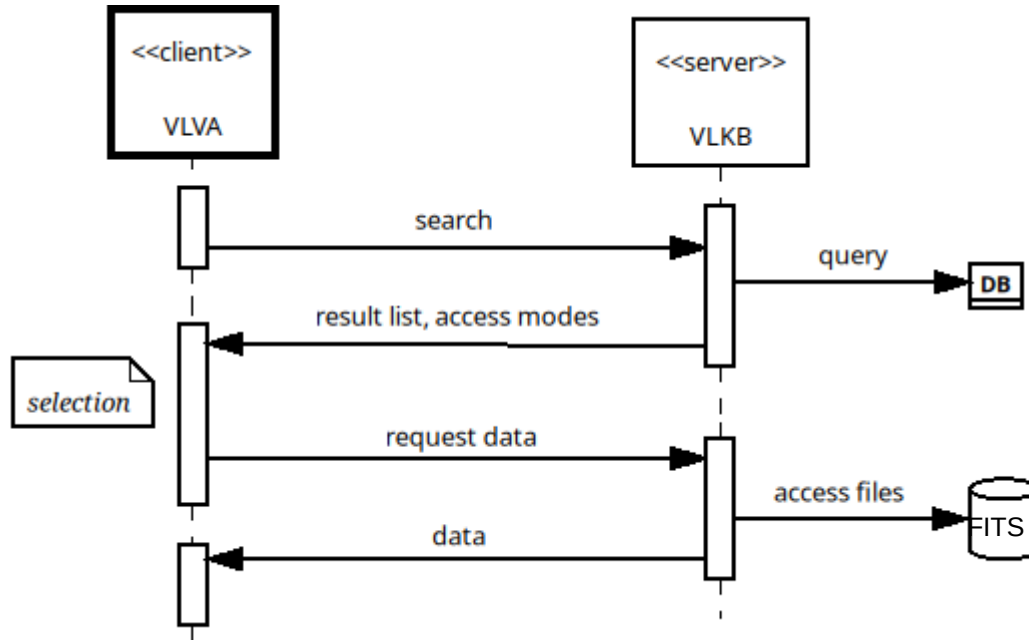 <<client>>
VLVA
<<server>>
VLKB
search
query
DB
result list, access modes
selection
request data
access files
FITS
data